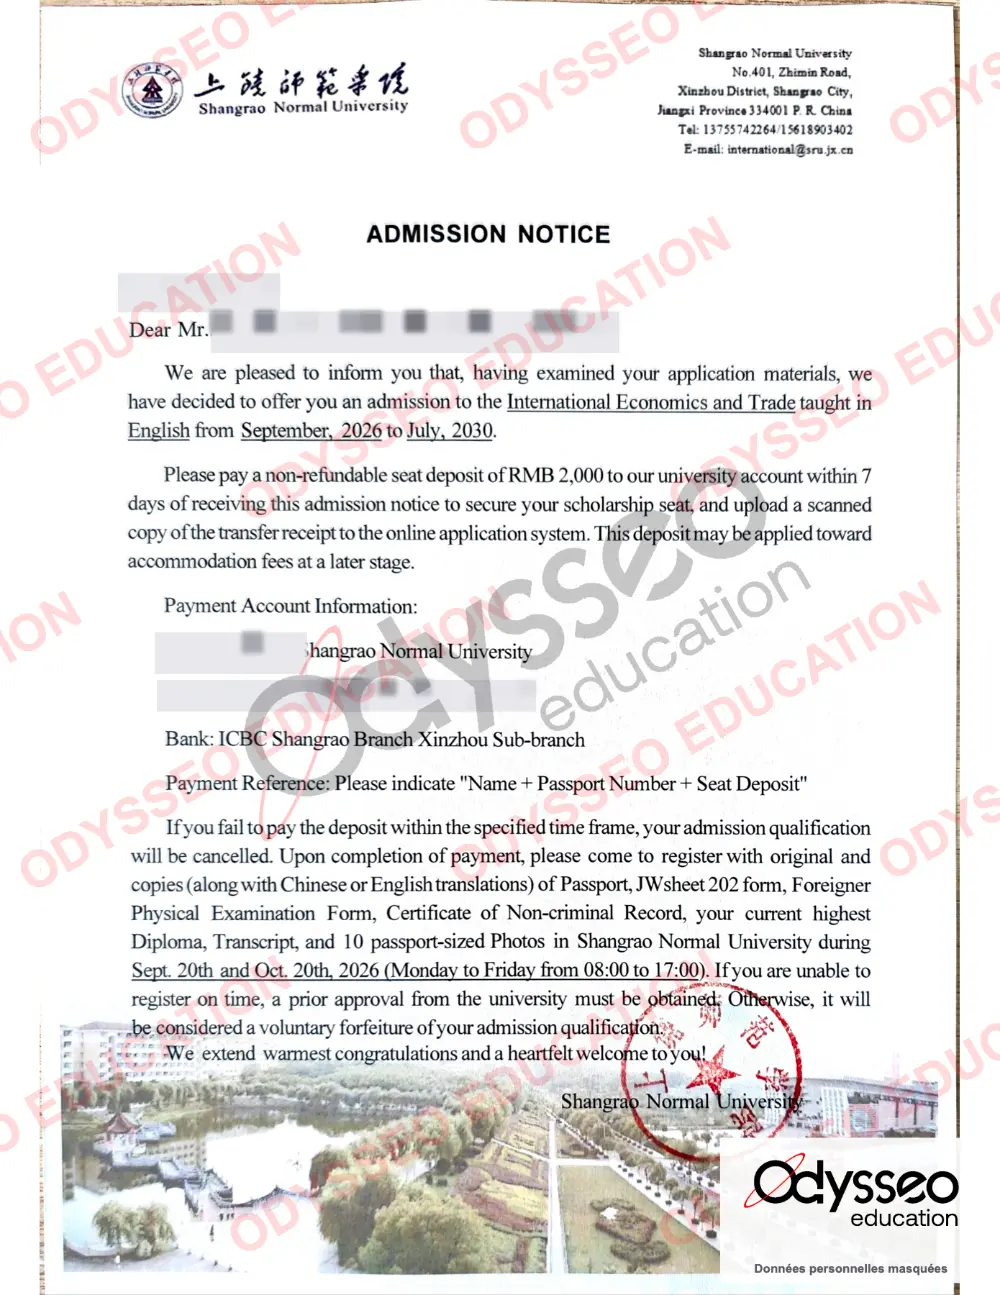 上饶师范学院
Shangrao Normal University
Shangrao Normal University
No.401, Zhimin Road,
Xinzhou District, Shangrao City,
Jiangxi Province 334001 P. R. China
Tel: 13755742264/15618903402
E-mail: international@sru.jx.cn
ADMISSION NOTICE
Dear Mr.
We are pleased to inform you that, having examined your application materials, we
have decided to offer you an admission to the International Economics and Trade taught in
English from September, 2026 to July, 2030.
Please pay a non-refundable seat deposit of RMB 2,000 to our university account within 7
days of receiving this admission notice to secure your scholarship seat, and upload a scanned
copy of the transfer receipt to the online application system. This deposit may be applied toward
accommodation fees at a later stage.
Payment Account Information:
Shangrao Normal University
Bank: ICBC Shangrao Branch Xinzhou Sub-branch
Payment Reference: Please indicate "Name + Passport Number + Seat Deposit"
If you fail to pay the deposit within the specified time frame, your admission qualification
will be cancelled. Upon completion of payment, please come to register with original and
copies (along with Chinese or English translations) of Passport, JWsheet 202 form, Foreigner
Physical Examination Form, Certificate of Non-criminal Record, your current highest
Diploma, Transcript, and 10 passport-sized Photos in Shangrao Normal University during
Sept. 20th and Oct. 20th, 2026 (Monday to Friday from 08:00 to 17:00). If you are unable to
register on time, a prior approval from the university must be obtained. Otherwise, it will
be considered a voluntary forfeiture of your admission qualification.
We extend warmest congratulations and a heartfelt welcome to you!
Shangrao Normal University
上饶师范学院
Odysseo
education
Odysseo
education
Données personnelles masquées
ODYSSEO EDUCATION